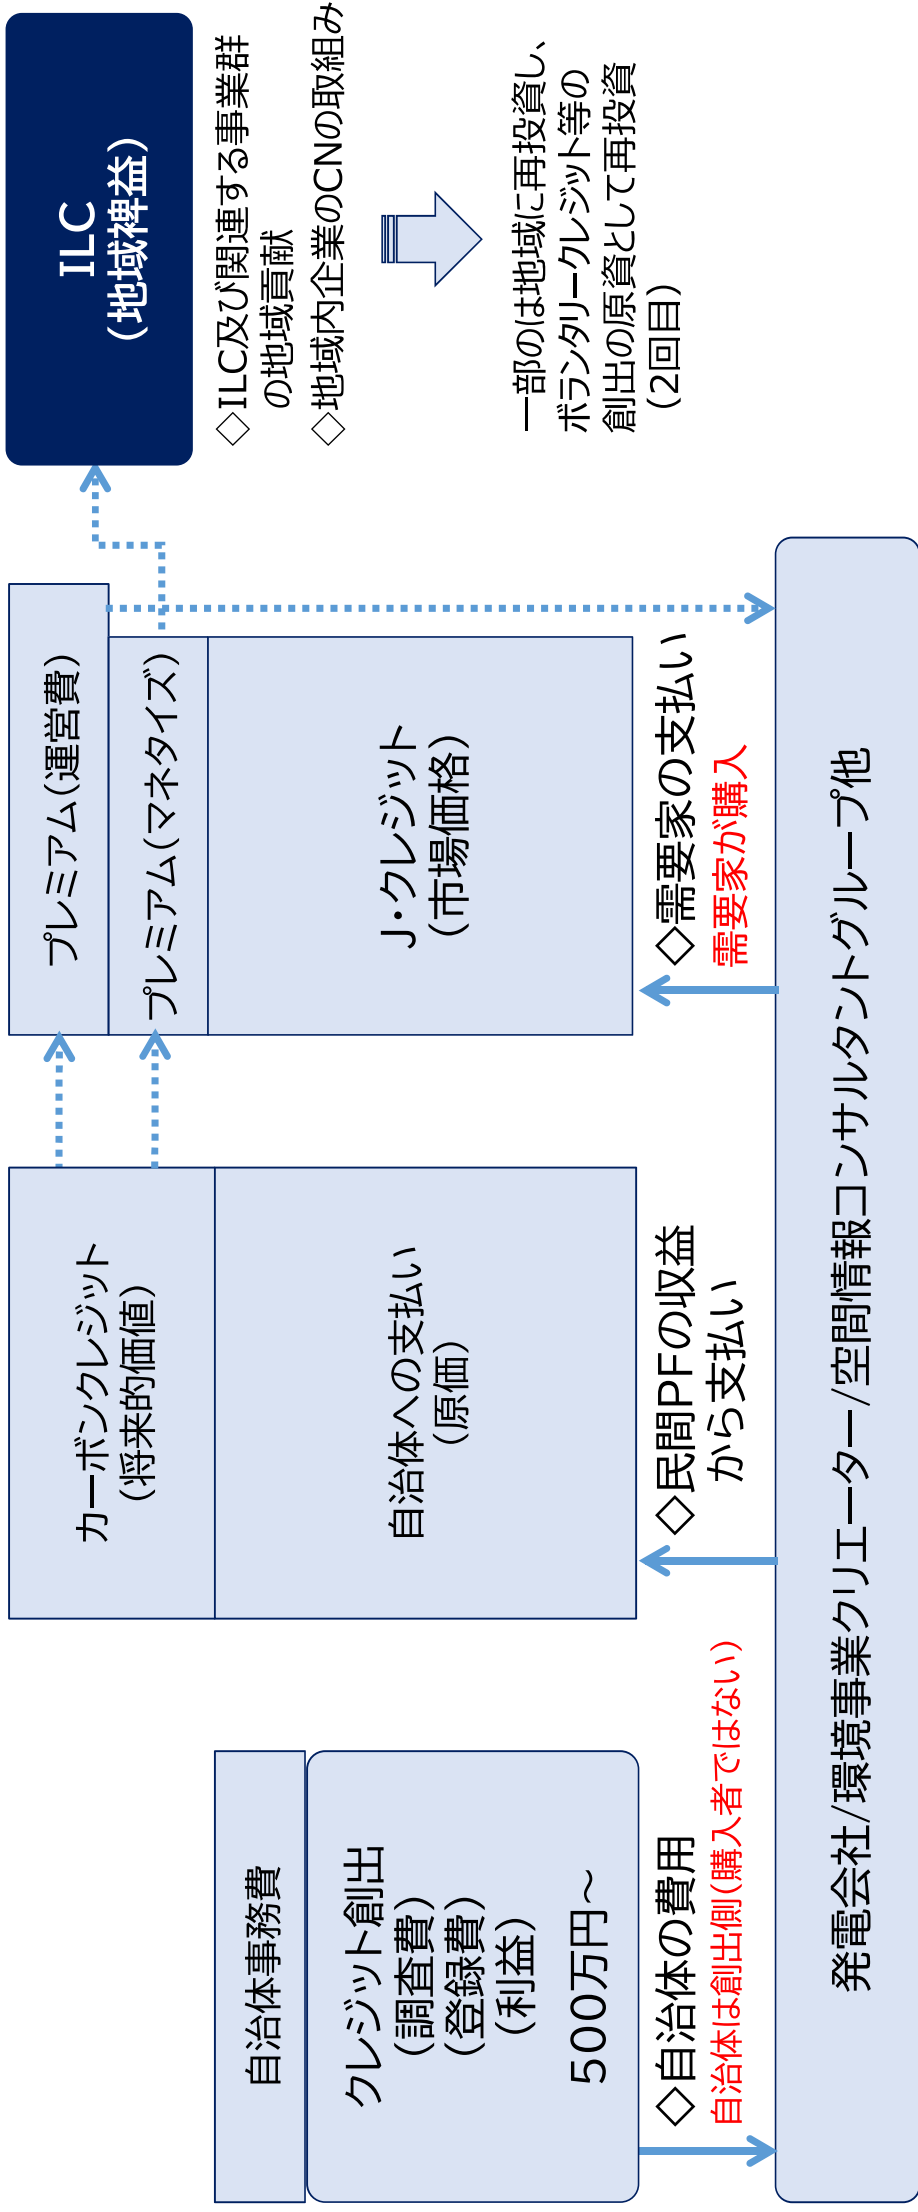 自治体事務費
クレジット創出
（調査費）
（登録費）
（利益）
500万円～
◇自治体の費用
自治体は創出側（購入者ではない）
カーボンクレジット
（将来的価値）
自治体への支払い
（原価）
◇民間PFの収益
から支払い
プレミアム（運営費）
プレミアム（マネタイズ）
J・クレジット
（市場価格）
◇需要家の支払い
需要家が購入
ILC
（地域裨益）
◇ILC及び関連する事業群
の地域貢献
◇地域内企業のCNの取組み
一部のは地域に再投資し、
ボランタリークレジット等の
創出の原資として再投資
（2回目）
発電会社/環境事業クリエーター/空間情報コンサルタントグループ他